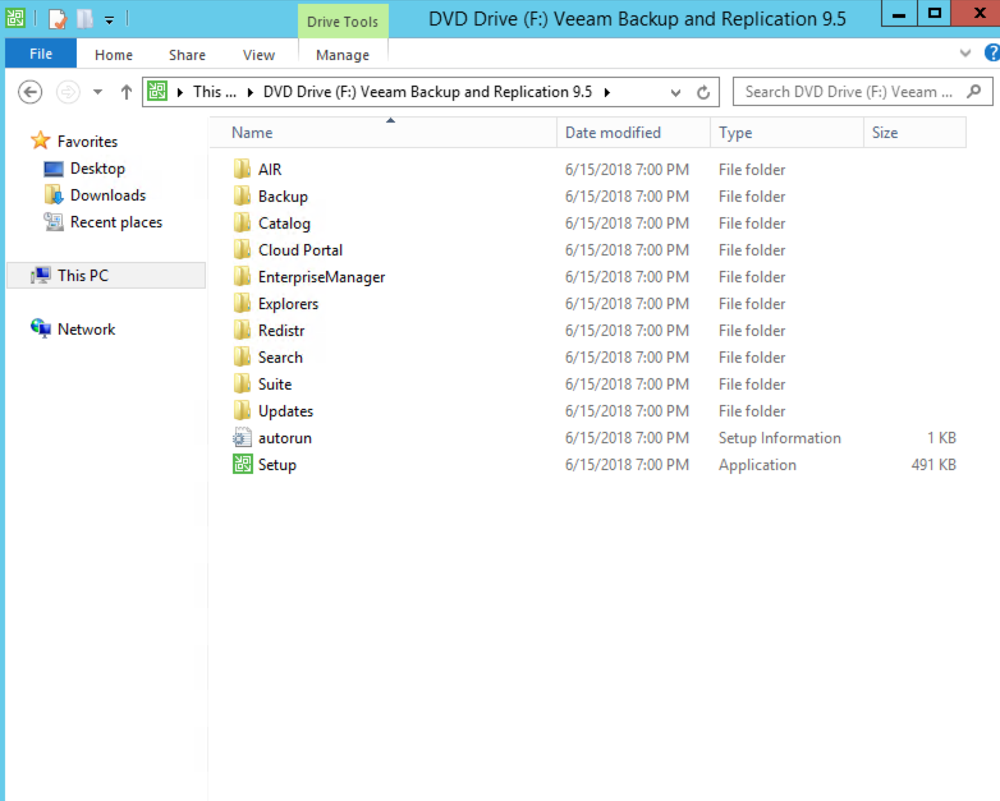 Drive Tools DVD Drive (F:) Veeam Backup and Replication 9.5
File Home Share View Manage
This ... DVD Drive (F:) Veeam Backup and Replication 9.5 Search DVD Drive (F:) Veeam ...
Favorites
Desktop
Downloads
Recent places
This PC
Network
Name Date modified Type Size
AIR 6/15/2018 7:00 PM File folder
Backup 6/15/2018 7:00 PM File folder
Catalog 6/15/2018 7:00 PM File folder
Cloud Portal 6/15/2018 7:00 PM File folder
EnterpriseManager 6/15/2018 7:00 PM File folder
Explorers 6/15/2018 7:00 PM File folder
Redistr 6/15/2018 7:00 PM File folder
Search 6/15/2018 7:00 PM File folder
Suite 6/15/2018 7:00 PM File folder
Updates 6/15/2018 7:00 PM File folder
autorun 6/15/2018 7:00 PM Setup Information 1 KB
Setup 6/15/2018 7:00 PM Application 491 KB